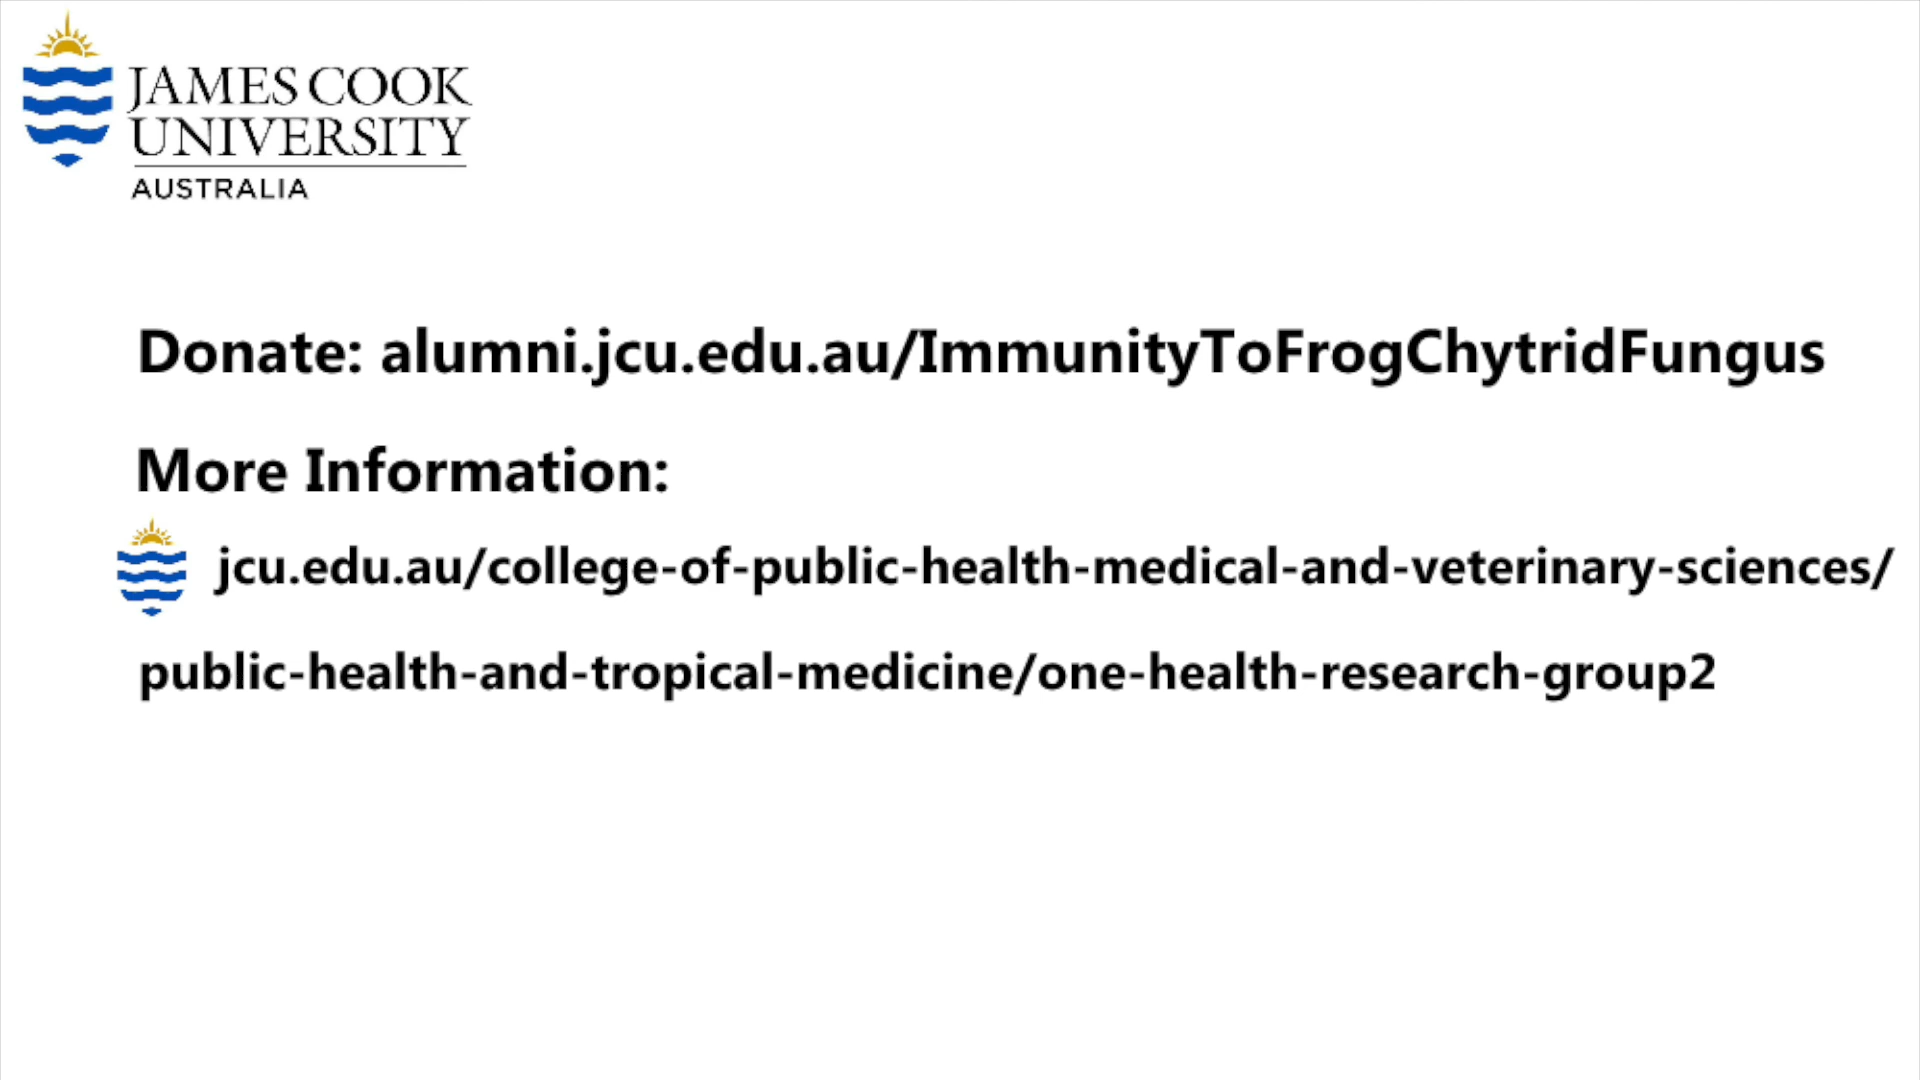 JAMES COOK
UNIVERSITY
AUSTRALIA
Donate: alumni.jcu.edu.au/ImmunityToFrogChytridFungus
More Information:
jcu.edu.au/college-of-public-health-medical-and-veterinary-sciences/
public-health-and-tropical-medicine/one-health-research-group2